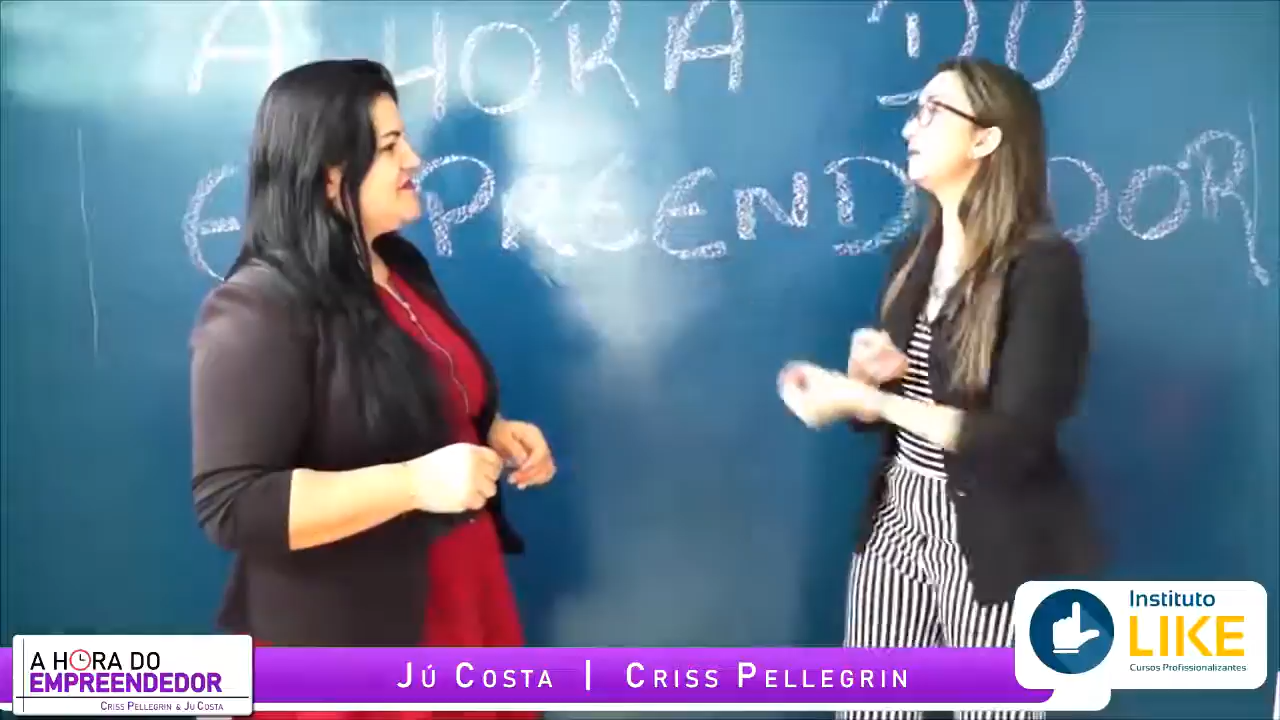 A HORA DO
EMPREENDEDOR
A HORA DO
EMPREENDEDOR
CRISS PELLEGRIN & JU COSTA
JÚ COSTA | CRISS PELLEGRIN
Instituto
LIKE
Cursos Profissionalizantes